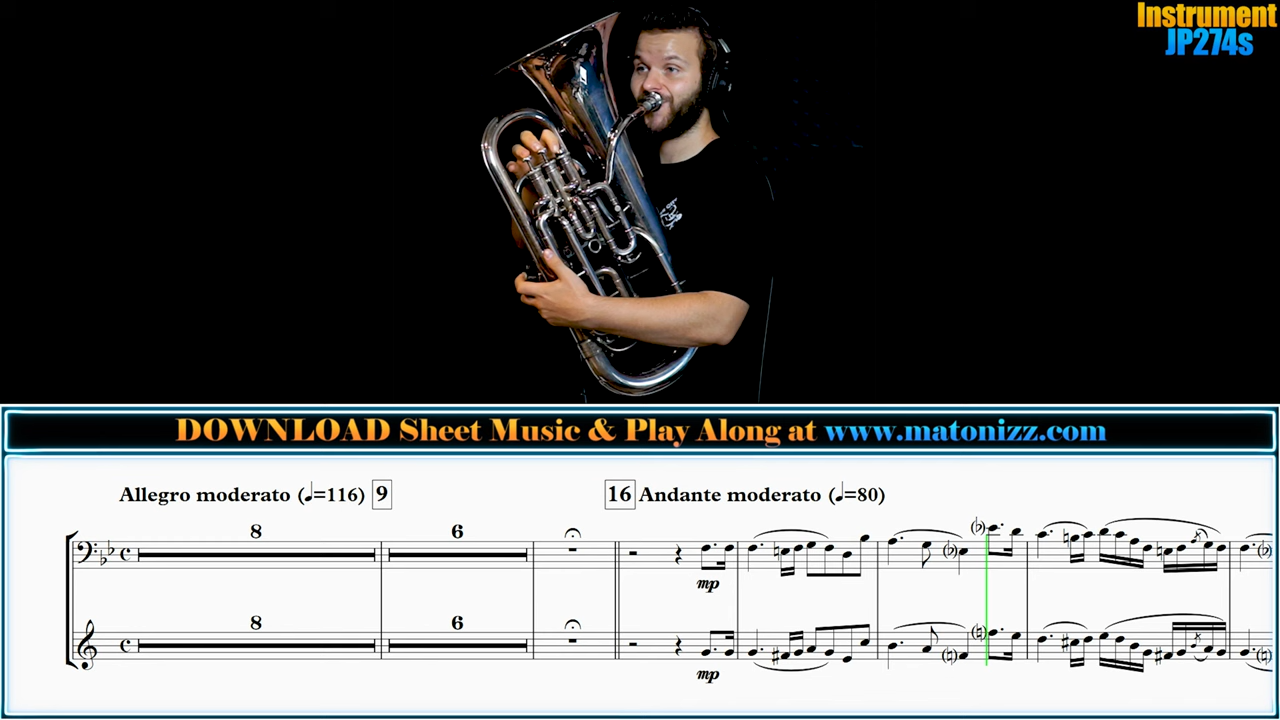 Instrument
JP274s
DOWNLOAD Sheet Music & Play Along at www.matonizz.com
Allegro moderato (♩=116) 9
16 Andante moderato (♩=80)
8
6
mp
8
6
mp